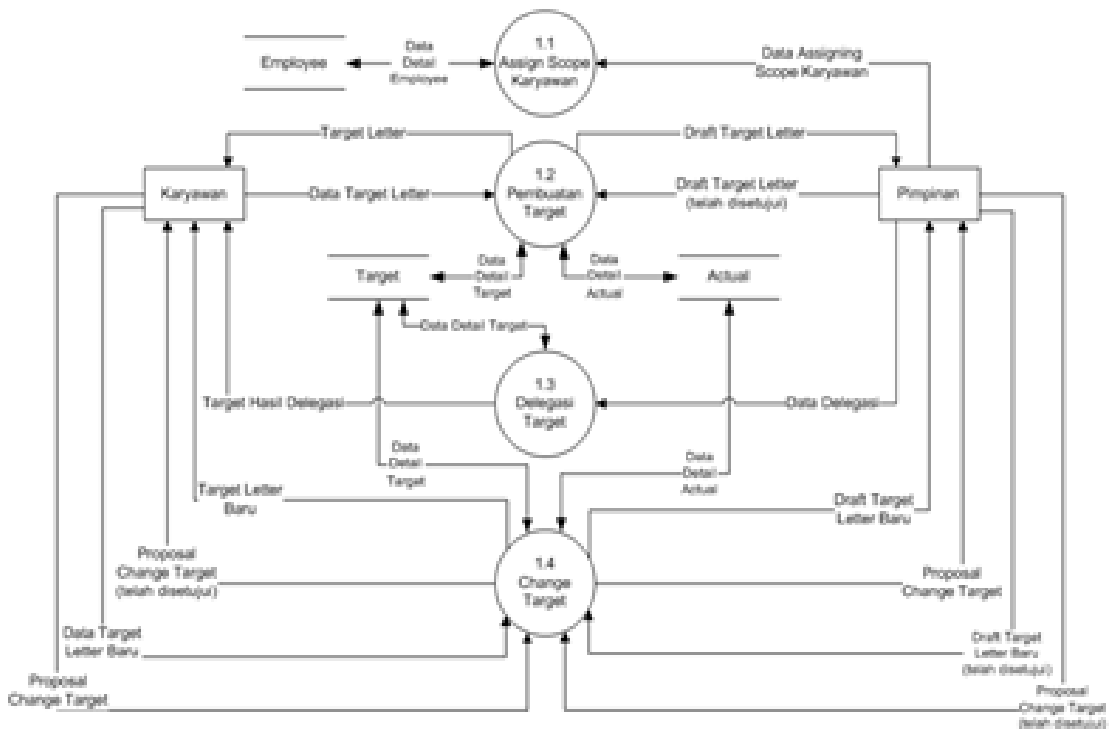 Employee
Data
Detail
Employee
1.1
Assign Scope
Karyawan
Data Assigning
Scope Karyawan
Target Letter
Draft Target Letter
Karyawan
Data Target Letter
1.2
Pembuatan
Target
Draft Target Letter
(telah disetujui)
Pimpinan
Target
Data
Detail
Target
Data
Detail
Actual
Actual
Data Detail Target
Target Hasil Delegasi
1.3
Delegasi
Target
Data Delegasi
Data
Detail
Target
Data
Detail
Actual
Target Letter
Baru
Draft Target
Letter Baru
Proposal
Change Target
(telah disetujui)
1.4
Change
Target
Proposal
Change Target
Data Target
Letter Baru
Draft Target
Letter Baru
(telah disetujui)
Proposal
Change Target
Proposal
Change Target
(telah disetujui)